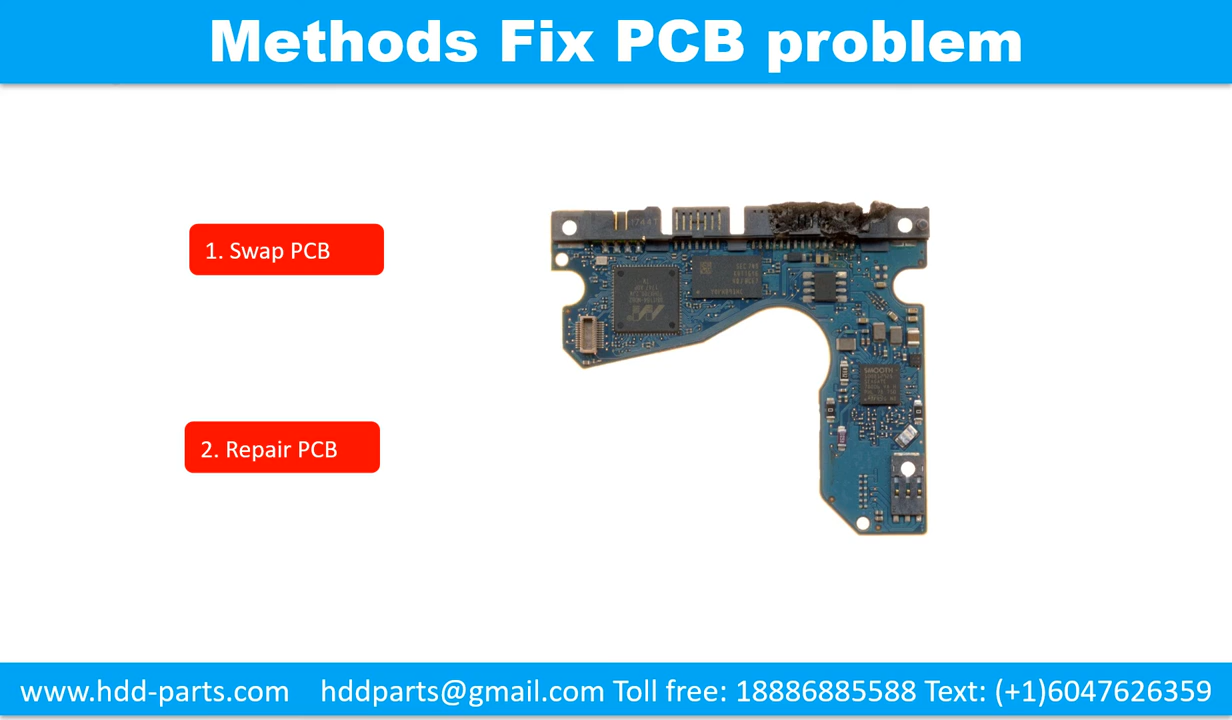 Methods Fix PCB problem
1. Swap PCB
2. Repair PCB
SMOOTH
www.hdd-parts.com hddparts@gmail.com Toll free: 18886885588 Text: (+1)6047626359